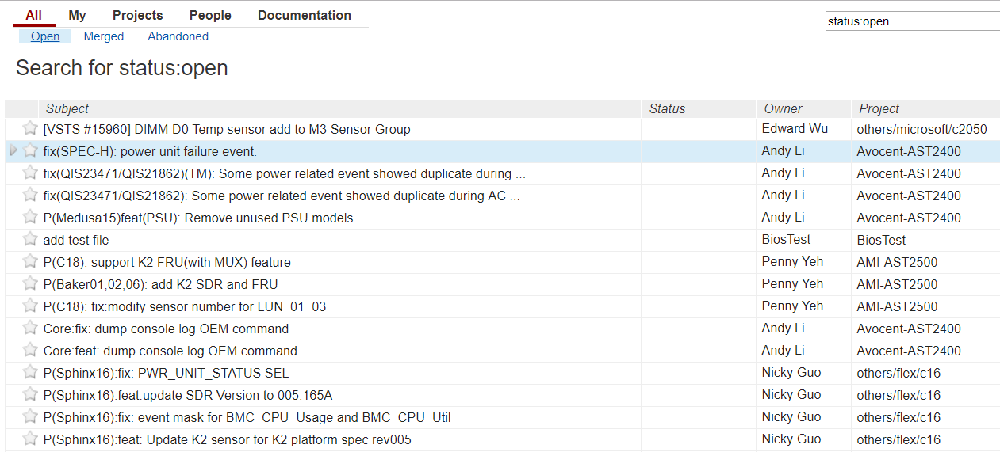 All My Projects People Documentation
status:open
Open Merged Abandoned
Search for status:open
Subject Status Owner Project
[VSTS #15960] DIMM D0 Temp sensor add to M3 Sensor Group Edward Wu others/microsoft/c2050
fix(SPEC-H): power unit failure event. Andy Li Avocent-AST2400
fix(QIS23471/QIS21862)(TM): Some power related event showed duplicate during ... Andy Li Avocent-AST2400
fix(QIS23471/QIS21862): Some power related event showed duplicate during AC ... Andy Li Avocent-AST2400
P(Medusa15)feat(PSU): Remove unused PSU models Andy Li Avocent-AST2400
add test file BiosTest BiosTest
P(C18): support K2 FRU(with MUX) feature Penny Yeh AMI-AST2500
P(Baker01,02,06): add K2 SDR and FRU Penny Yeh AMI-AST2500
P(C18): fix:modify sensor number for LUN_01_03 Penny Yeh AMI-AST2500
Core:fix: dump console log OEM command Andy Li Avocent-AST2400
Core:feat: dump console log OEM command Andy Li Avocent-AST2400
P(Sphinx16):fix: PWR_UNIT_STATUS SEL Nicky Guo others/flex/c16
P(Sphinx16):feat:update SDR Version to 005.165A Nicky Guo others/flex/c16
P(Sphinx16):fix: event mask for BMC_CPU_Usage and BMC_CPU_Util Nicky Guo others/flex/c16
P(Sphinx16):feat: Update K2 sensor for K2 platform spec rev005 Nicky Guo others/flex/c16